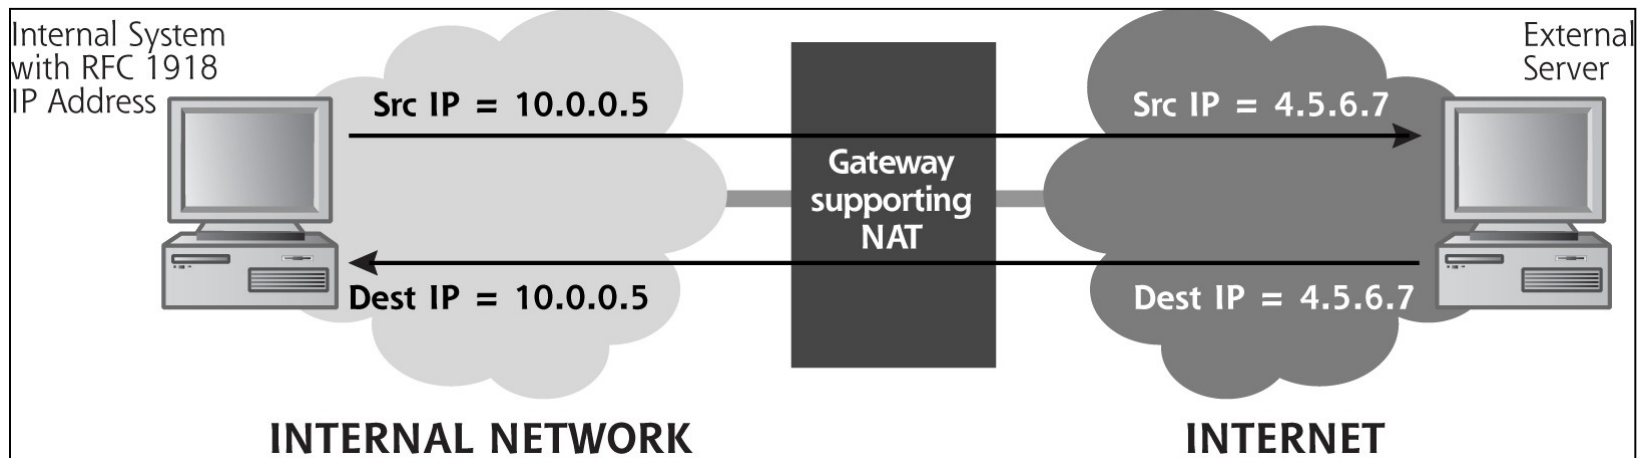 Internal System
with RFC 1918
IP Address
External
Server
Src IP = 10.0.0.5
Src IP = 4.5.6.7
Gateway
supporting
NAT
Dest IP = 10.0.0.5
Dest IP = 4.5.6.7
INTERNAL NETWORK
INTERNET